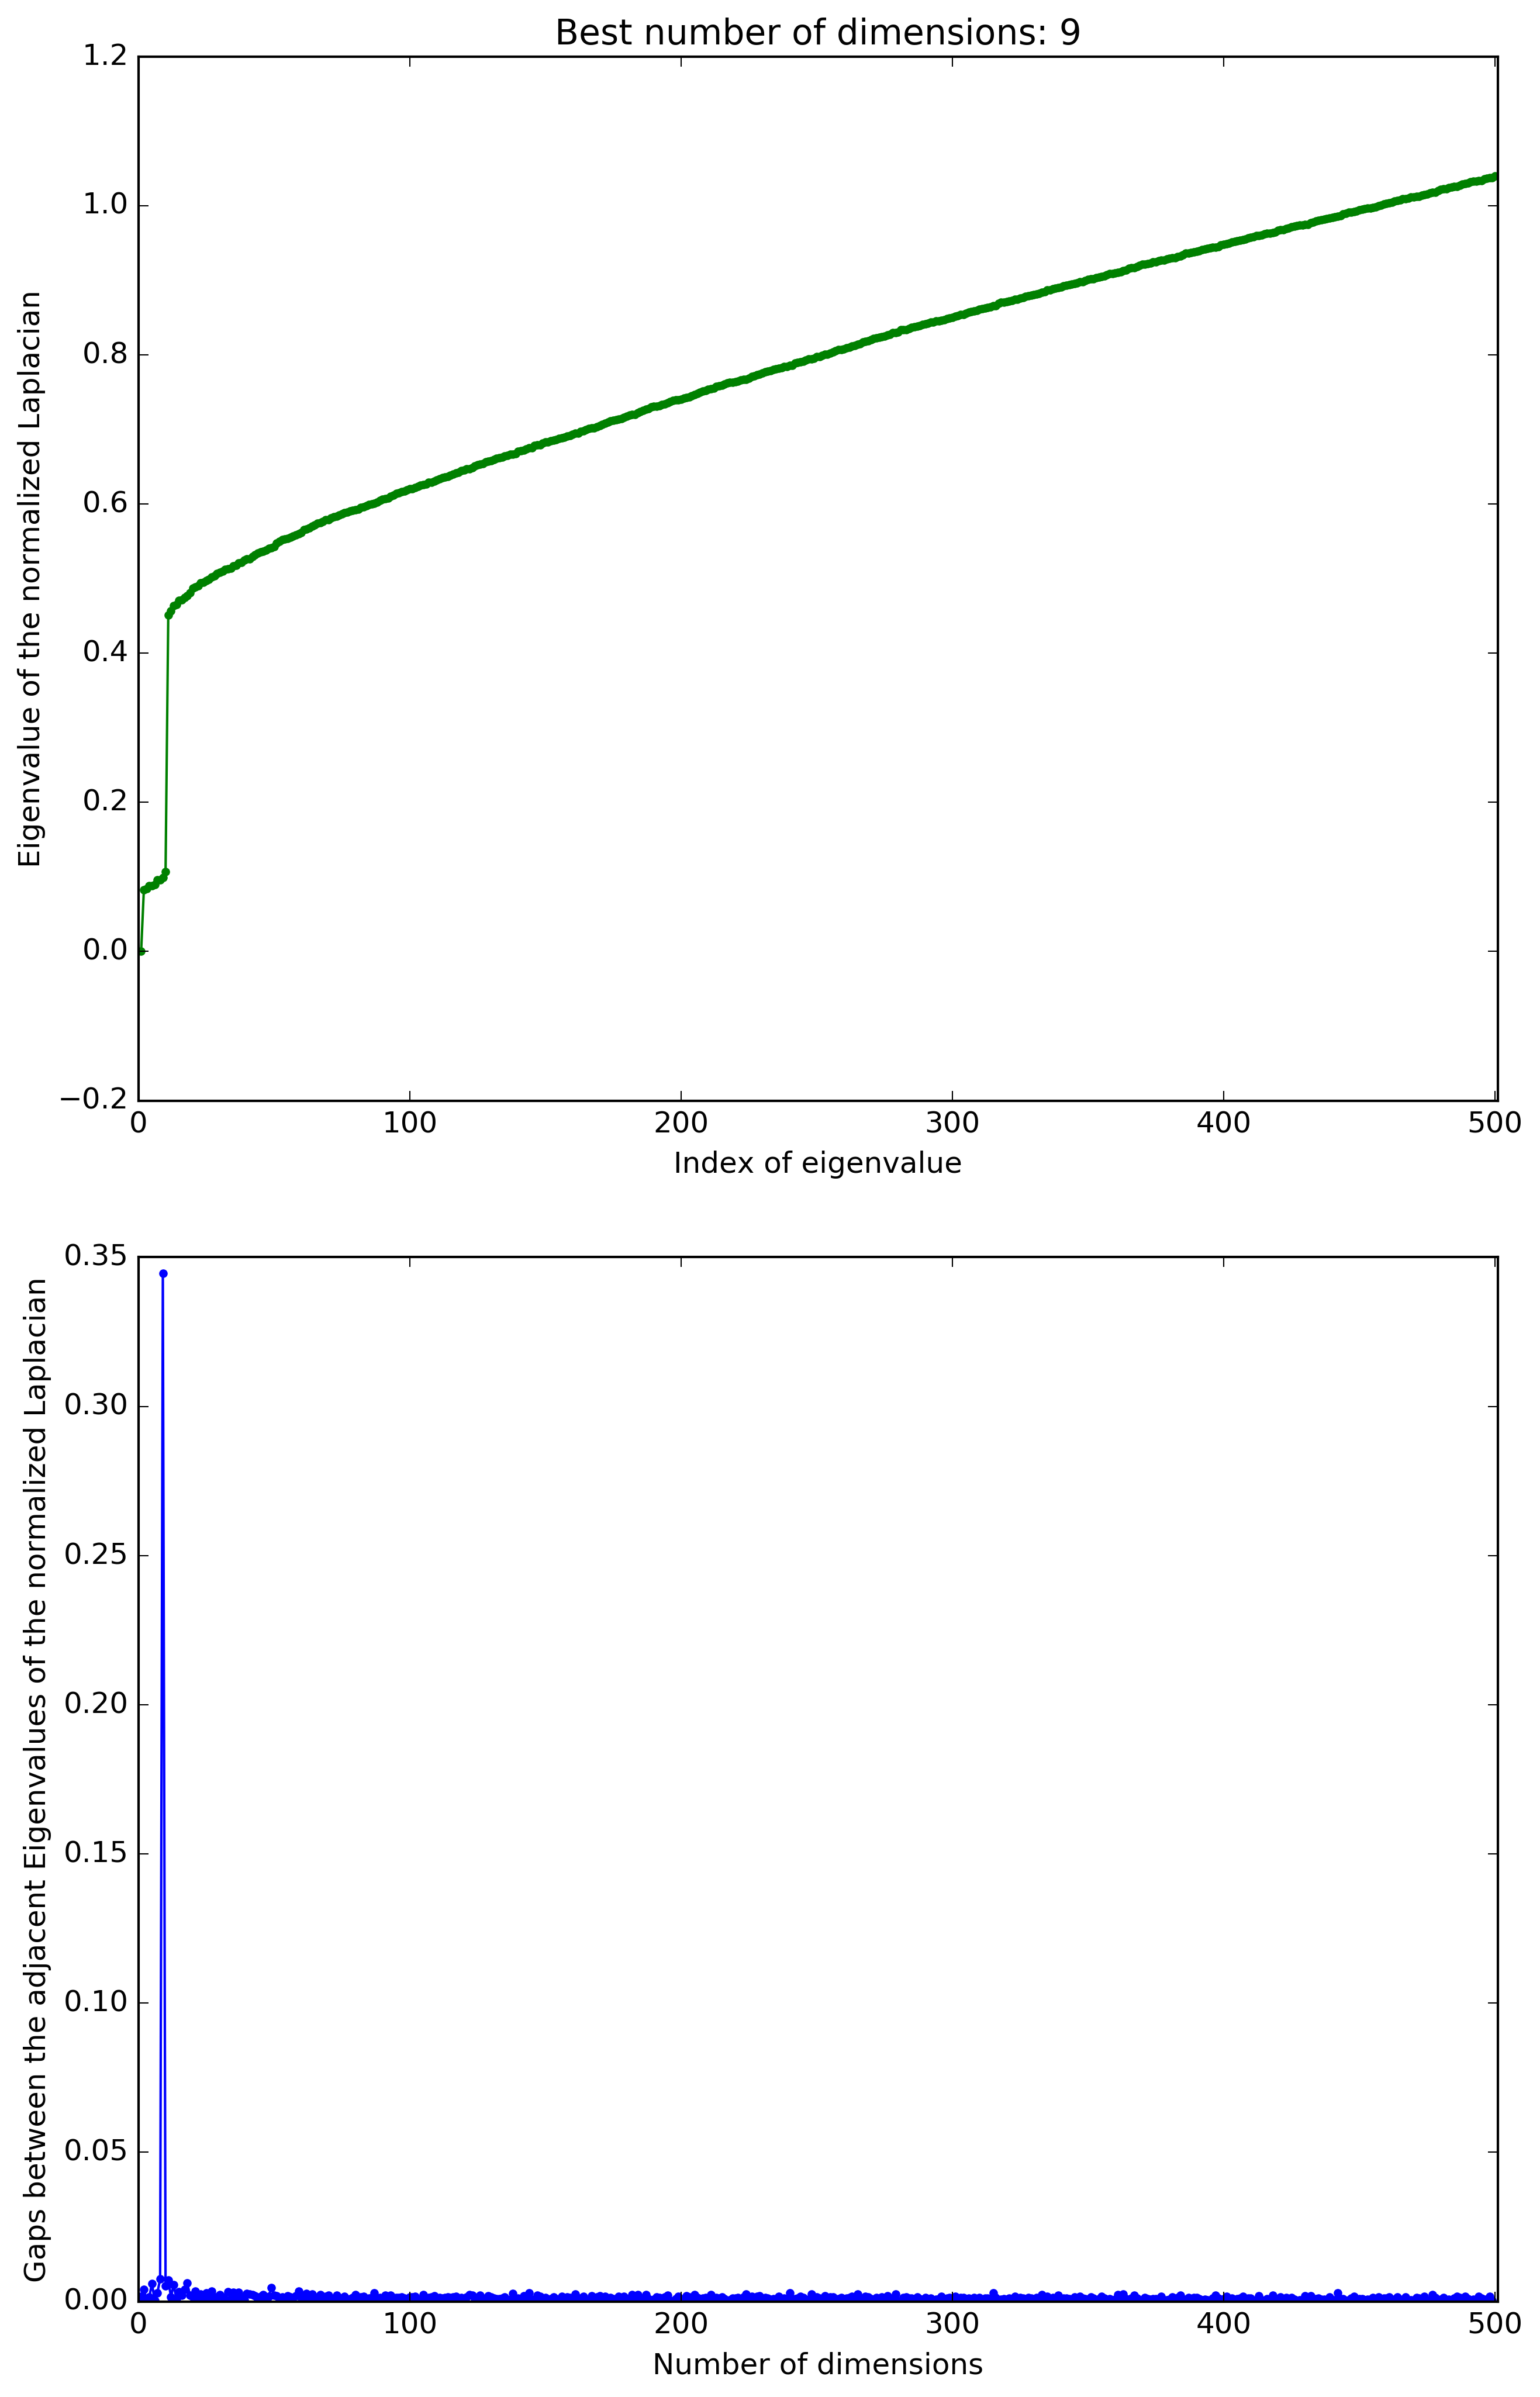 Best number of dimensions: 9
1.2
1.0
0.8
0.6
0.4
0.2
0.0
−0.2
Eigenvalue of the normalized Laplacian
0 100 200 300 400 500
Index of eigenvalue
0.35
0.30
0.25
0.20
0.15
0.10
0.05
0.00
Gaps between the adjacent Eigenvalues of the normalized Laplacian
0 100 200 300 400 500
Number of dimensions